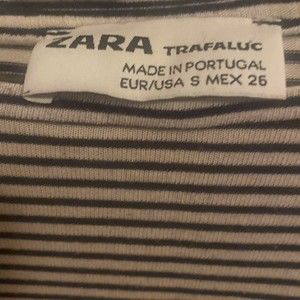 ZARA TRAFALUC
MADE IN PORTUGAL
EUR/USA S MEX 26